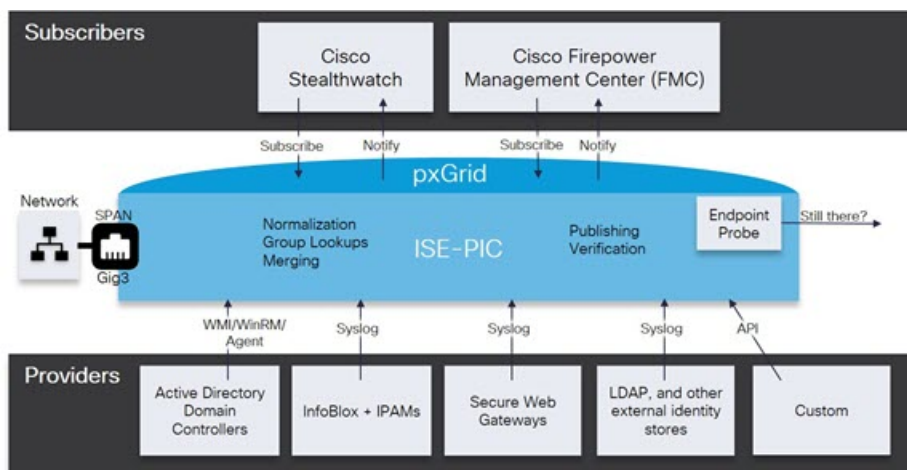 Subscribers
Cisco
Stealthwatch
Cisco Firepower
Management Center (FMC)
Subscribe
Notify
Subscribe
Notify
pxGrid
Network
SPAN
Gig3
Normalization
Group Lookups
Merging
ISE-PIC
Publishing
Verification
Endpoint
Probe
Still there?
WMI/WinRM/
Agent
Syslog
Syslog
Syslog
API
Providers
Active Directory
Domain
Controllers
InfoBlox + IPAMs
Secure Web
Gateways
LDAP, and other
external identity
stores
Custom